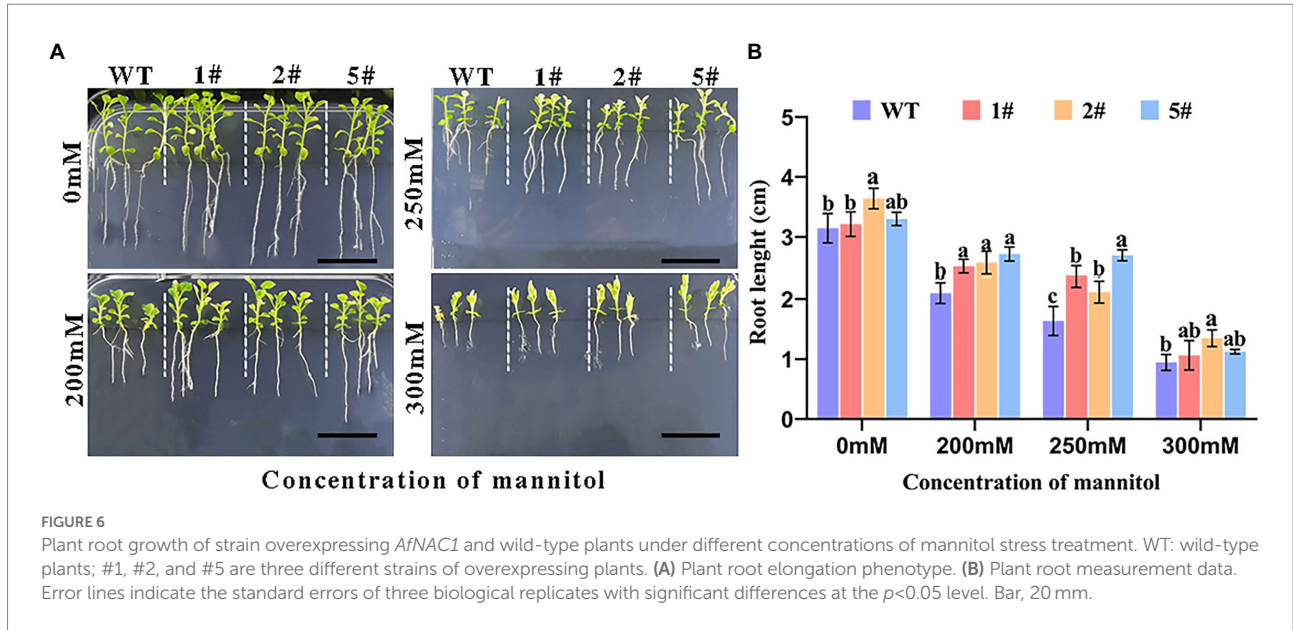 A
WT 1# 2# 5# WT 1# 2# 5#
0mM
250mM
200mM
300mM
Concentration of mannitol
B
WT 1# 2# 5#
Root lenght (cm)
5
4
3
2
1
0
b b a ab
b a a a
c b b a
b ab a ab
0mM 200mM 250mM 300mM
Concentration of mannitol
FIGURE 6
Plant root growth of strain overexpressing AfNAC1 and wild-type plants under different concentrations of mannitol stress treatment. WT: wild-type
plants; #1, #2, and #5 are three different strains of overexpressing plants. (A) Plant root elongation phenotype. (B) Plant root measurement data.
Error lines indicate the standard errors of three biological replicates with significant differences at the p<0.05 level. Bar, 20 mm.